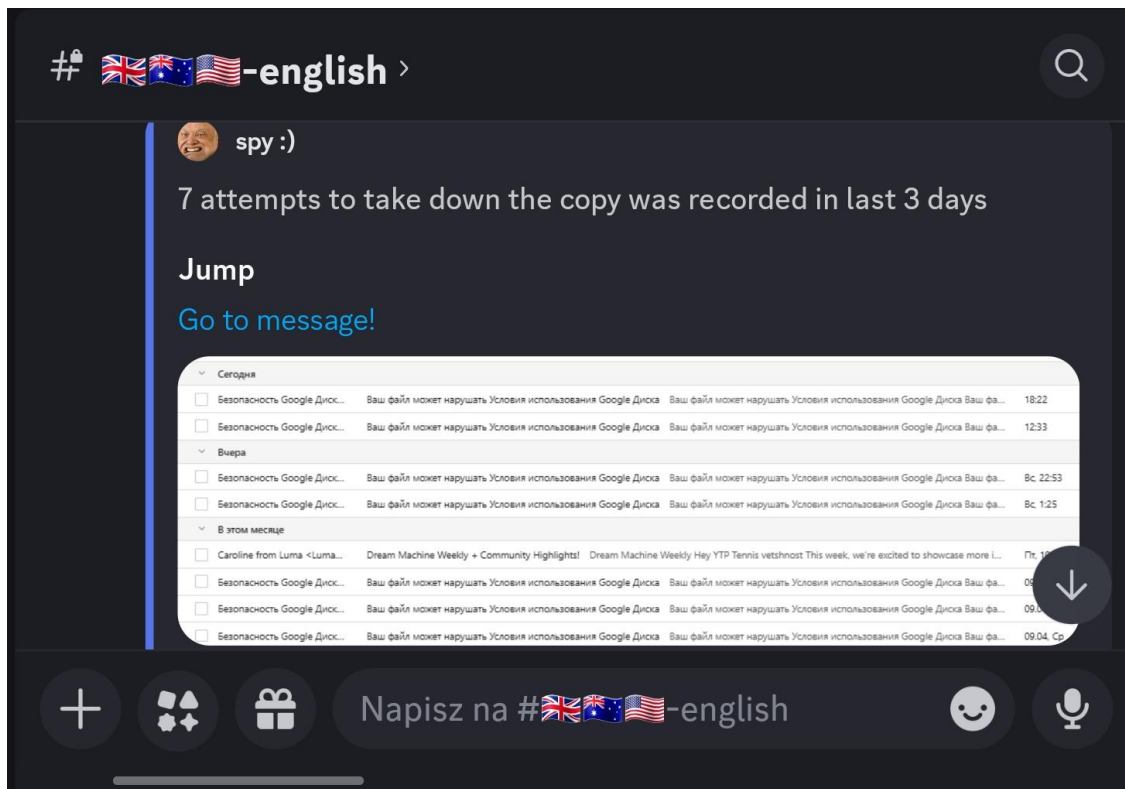 -english
spy :)
7 attempts to take down the copy was recorded in last 3 days
Jump
Go to message!
Сегодня
Безопасность Google Диск... Ваш файл может нарушать Условия использования Google Диска Ваш файл может нарушать Условия использования Google Диска Ваш фа... 18:22
Безопасность Google Диск... Ваш файл может нарушать Условия использования Google Диска Ваш файл может нарушать Условия использования Google Диска Ваш фа... 12:33
Вчера
Безопасность Google Диск... Ваш файл может нарушать Условия использования Google Диска Ваш файл может нарушать Условия использования Google Диска Ваш фа... Вс, 22:53
Безопасность Google Диск... Ваш файл может нарушать Условия использования Google Диска Ваш файл может нарушать Условия использования Google Диска Ваш фа... Вс, 1:25
В этом месяце
Caroline from Luma <Luma... Dream Machine Weekly + Community Highlights! Dream Machine Weekly Hey YTP Tennis vetshnost This week, we're excited to showcase more i... Пт,
Безопасность Google Диск... Ваш файл может нарушать Условия использования Google Диска Ваш файл может нарушать Условия использования Google Диска Ваш фа...
Безопасность Google Диск... Ваш файл может нарушать Условия использования Google Диска Ваш файл может нарушать Условия использования Google Диска Ваш фа...
Безопасность Google Диск... Ваш файл может нарушать Условия использования Google Диска Ваш файл может нарушать Условия использования Google Диска Ваш фа... 09.04, Ср
Napisz na #🇬🇧🇦🇺🇺🇸-english